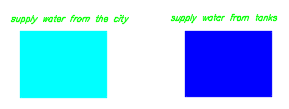 supply water from the city
supply water from tanks